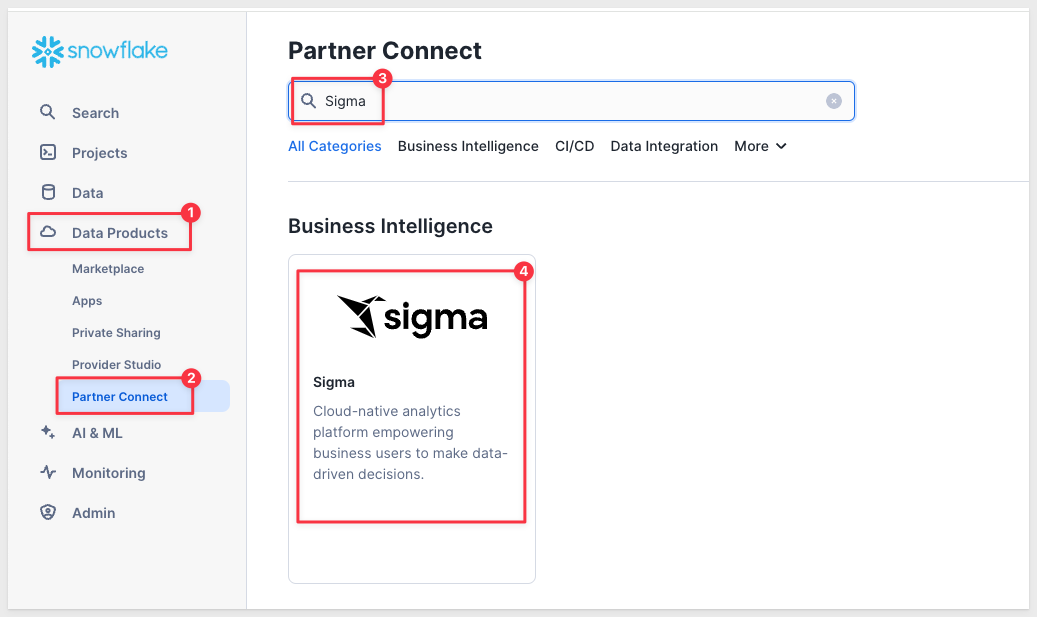 snowflake
Search
Projects
Data
1
Data Products
Marketplace
Apps
Private Sharing
Provider Studio
2
Partner Connect
AI & ML
Monitoring
Admin
Partner Connect
3
Sigma
All Categories Business Intelligence CI/CD Data Integration More
Business Intelligence
4
sigma
Sigma
Cloud-native analytics
platform empowering
business users to make data-
driven decisions.